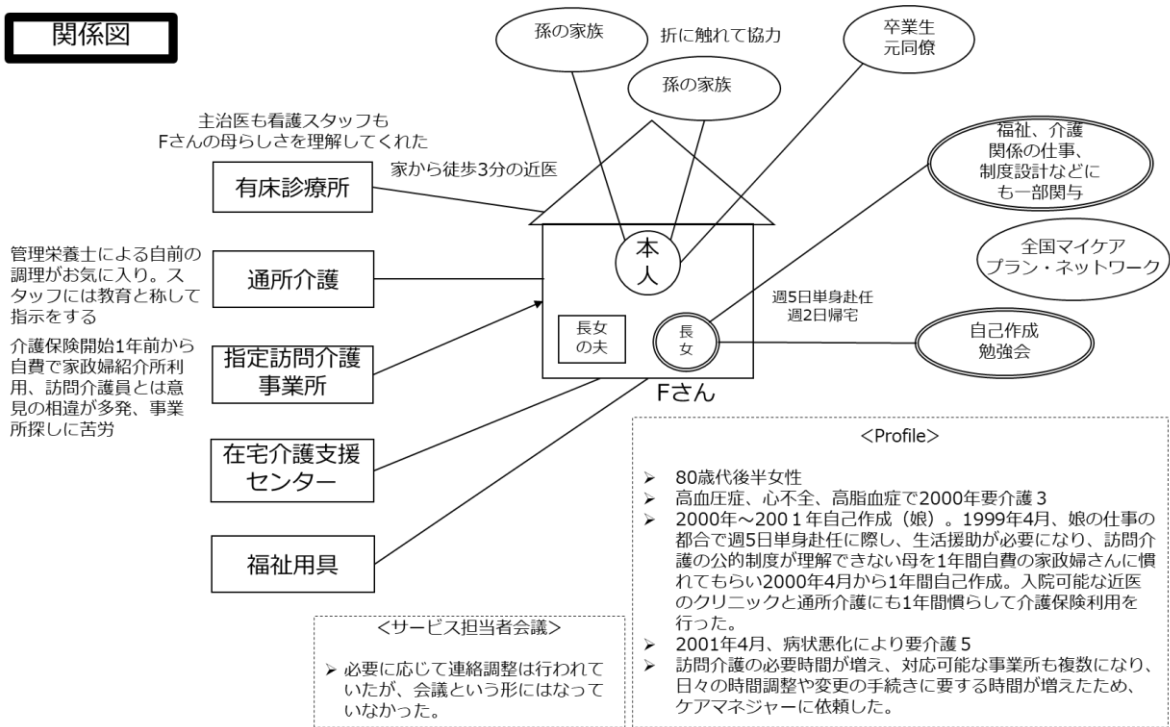 関係図
孫の家族
折に触れて協力
孫の家族
卒業生
元同僚
主治医も看護スタッフも
Fさんの母らしさを理解してくれた
有床診療所
家から徒歩3分の近医
福祉、介護
関係の仕事、
制度設計などに
も一部関与
管理栄養士による自前の
調理がお気に入り。ス
タッフには教育と称して
指示をする
通所介護
本
人
全国マイケア
プラン・ネットワーク
週5日単身赴任
週2日帰宅
介護保険開始1年前から
自費で家政婦紹介所利
用、訪問介護員とは意
見の相違が多発、事業
所探しに苦労
指定訪問介護
事業所
長女
の夫
長
女
自己作成
勉強会
Fさん
在宅介護支援
センター
福祉用具
<Profile>
➢ 80歳代後半女性
➢ 高血圧症、心不全、高脂血症で2000年要介護3
➢ 2000年～2001年自己作成（娘）。1999年4月、娘の仕事の
都合で週5日単身赴任に際し、生活援助が必要になり、訪問介
護の公的制度が理解できない母を1年間自費の家政婦さんに慣
れてもらい2000年4月から1年間自己作成。入院可能な近医
のクリニックと通所介護にも1年間慣らして介護保険利用を
行った。
➢ 2001年4月、病状悪化により要介護5
➢ 訪問介護の必要時間が増え、対応可能な事業所も複数になり、
日々の時間調整や変更の手続きに要する時間が増えたため、
ケアマネジャーに依頼した。
<サービス担当者会議>
➢ 必要に応じて連絡調整は行われて
いたが、会議という形にはなって
いなかった。